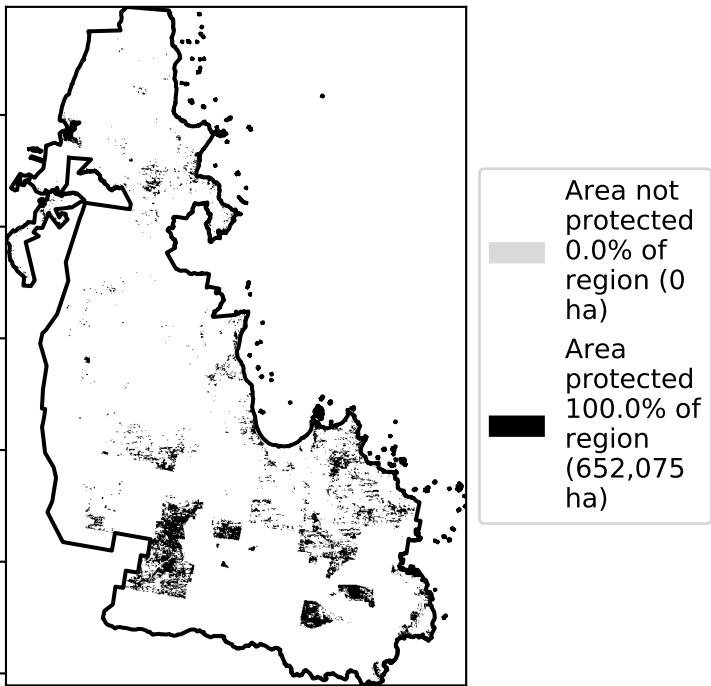 Area not
protected
0.0% of
region (0
ha)
Area
protected
100.0% of
region
(652,075
ha)